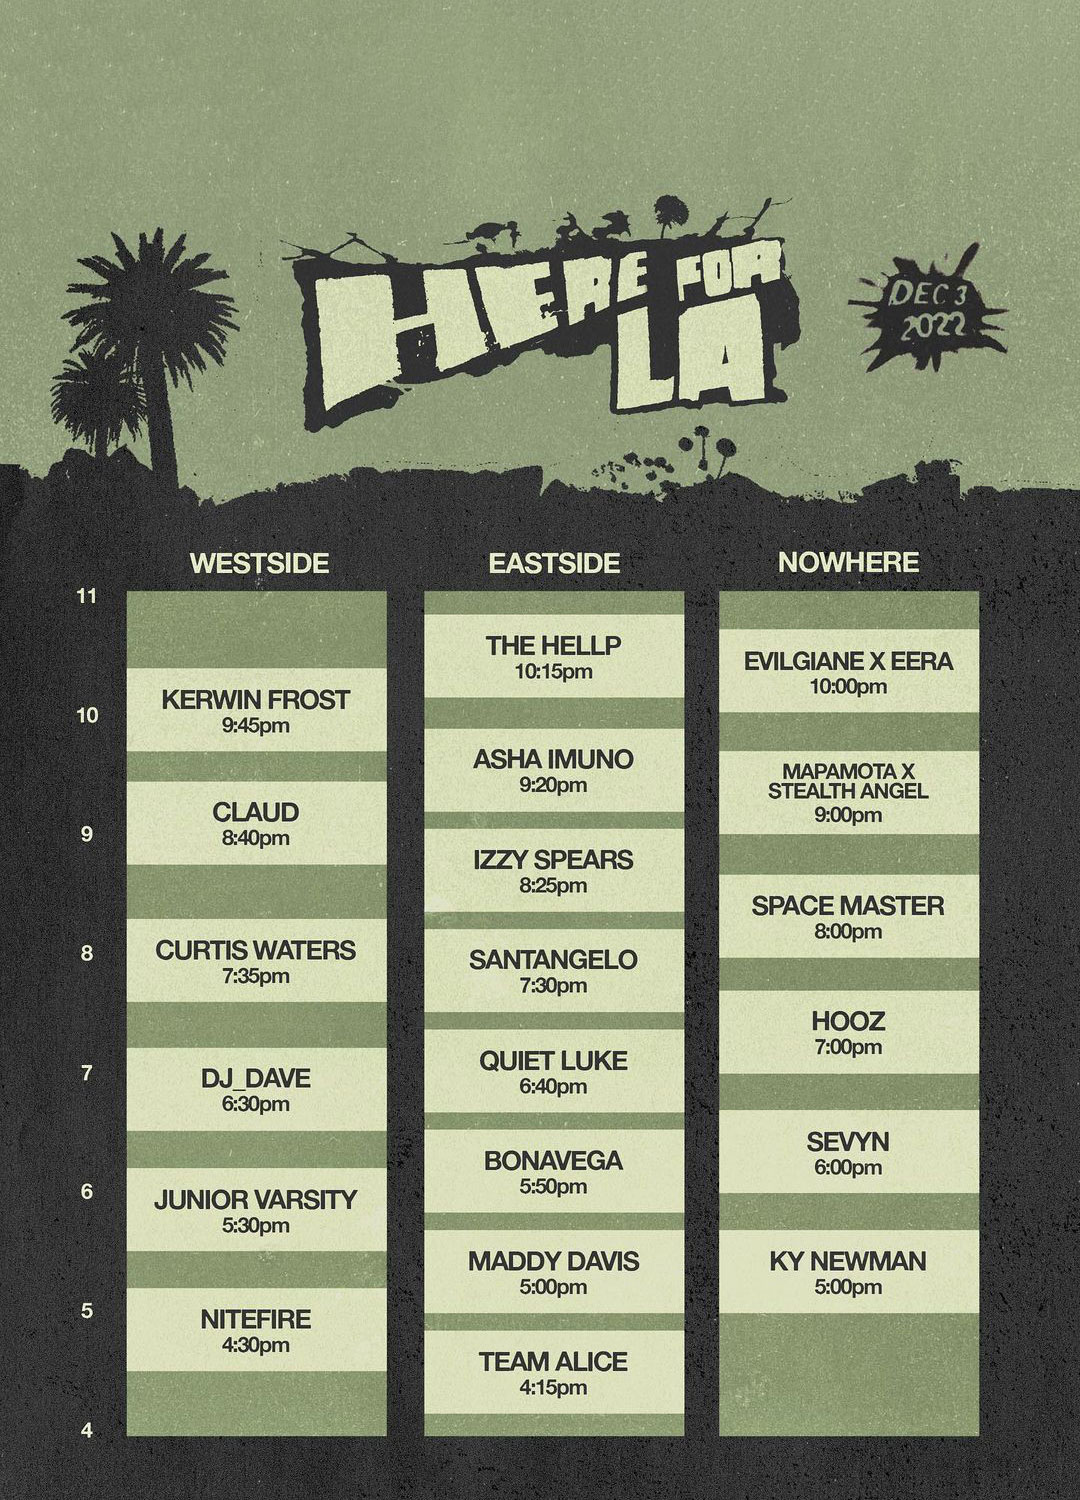 HERE FOR
LA
DEC 3
2022
WESTSIDE
EASTSIDE
NOWHERE
11
10
9
8
7
6
5
4
KERWIN FROST
9:45pm
CLAUD
8:40pm
CURTIS WATERS
7:35pm
DJ_DAVE
6:30pm
JUNIOR VARSITY
5:30pm
NITEFIRE
4:30pm
THE HELLP
10:15pm
ASHA IMUNO
9:20pm
IZZY SPEARS
8:25pm
SANTANGELO
7:30pm
QUIET LUKE
6:40pm
BONAVEGA
5:50pm
MADDY DAVIS
5:00pm
TEAM ALICE
4:15pm
EVILGIANE X EERA
10:00pm
MAPAMOTA X
STEALTH ANGEL
9:00pm
SPACE MASTER
8:00pm
HOOZ
7:00pm
SEVYN
6:00pm
KY NEWMAN
5:00pm